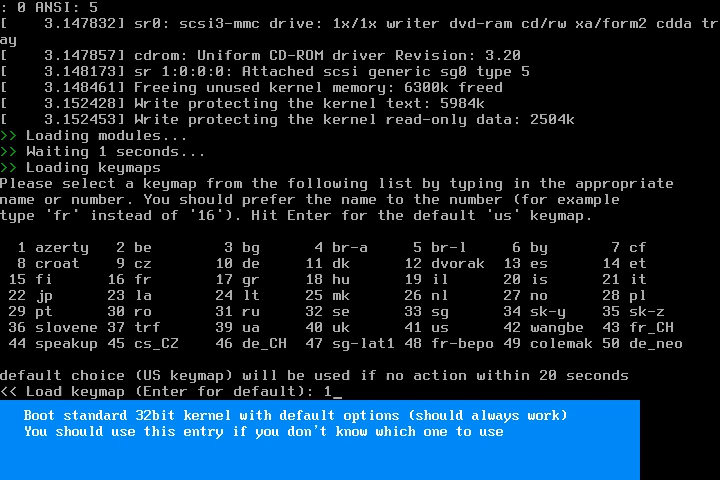 : 0 ANSI: 5
[    3.147832] sr0: scsi3-mmc drive: 1x/1x writer dvd-ram cd/rw xa/form2 cdda tr
ay
[    3.147857] cdrom: Uniform CD-ROM driver Revision: 3.20
[    3.148173] sr 1:0:0:0: Attached scsi generic sg0 type 5
[    3.148461] Freeing unused kernel memory: 6300k freed
[    3.152428] Write protecting the kernel text: 5984k
[    3.152453] Write protecting the kernel read-only data: 2504k
>> Loading modules...
>> Waiting 1 seconds...
>> Loading keymaps
Please select a keymap from the following list by typing in the appropriate
name or number. You should prefer the name to the number (for example
type 'fr' instead of '16'). Hit Enter for the default 'us' keymap.
1 azerty 2 be 3 bg 4 br-a 5 br-l 6 by 7 cf
8 croat 9 cz 10 de 11 dk 12 dvorak 13 es 14 et
15 fi 16 fr 17 gr 18 hu 19 il 20 is 21 it
22 jp 23 la 24 lt 25 mk 26 nl 27 no 28 pl
29 pt 30 ro 31 ru 32 se 33 sg 34 sk-y 35 sk-z
36 slovene 37 trf 39 ua 40 uk 41 us 42 wangbe 43 fr_CH
44 speakup 45 cs_CZ 46 de_CH 47 sg-lat1 48 fr-bepo 49 colemak 50 de_neo
default choice (US keymap) will be used if no action within 20 seconds
<< Load keymap (Enter for default): 1_
Boot standard 32bit kernel with default options (should always work)
You should use this entry if you don't know which one to use